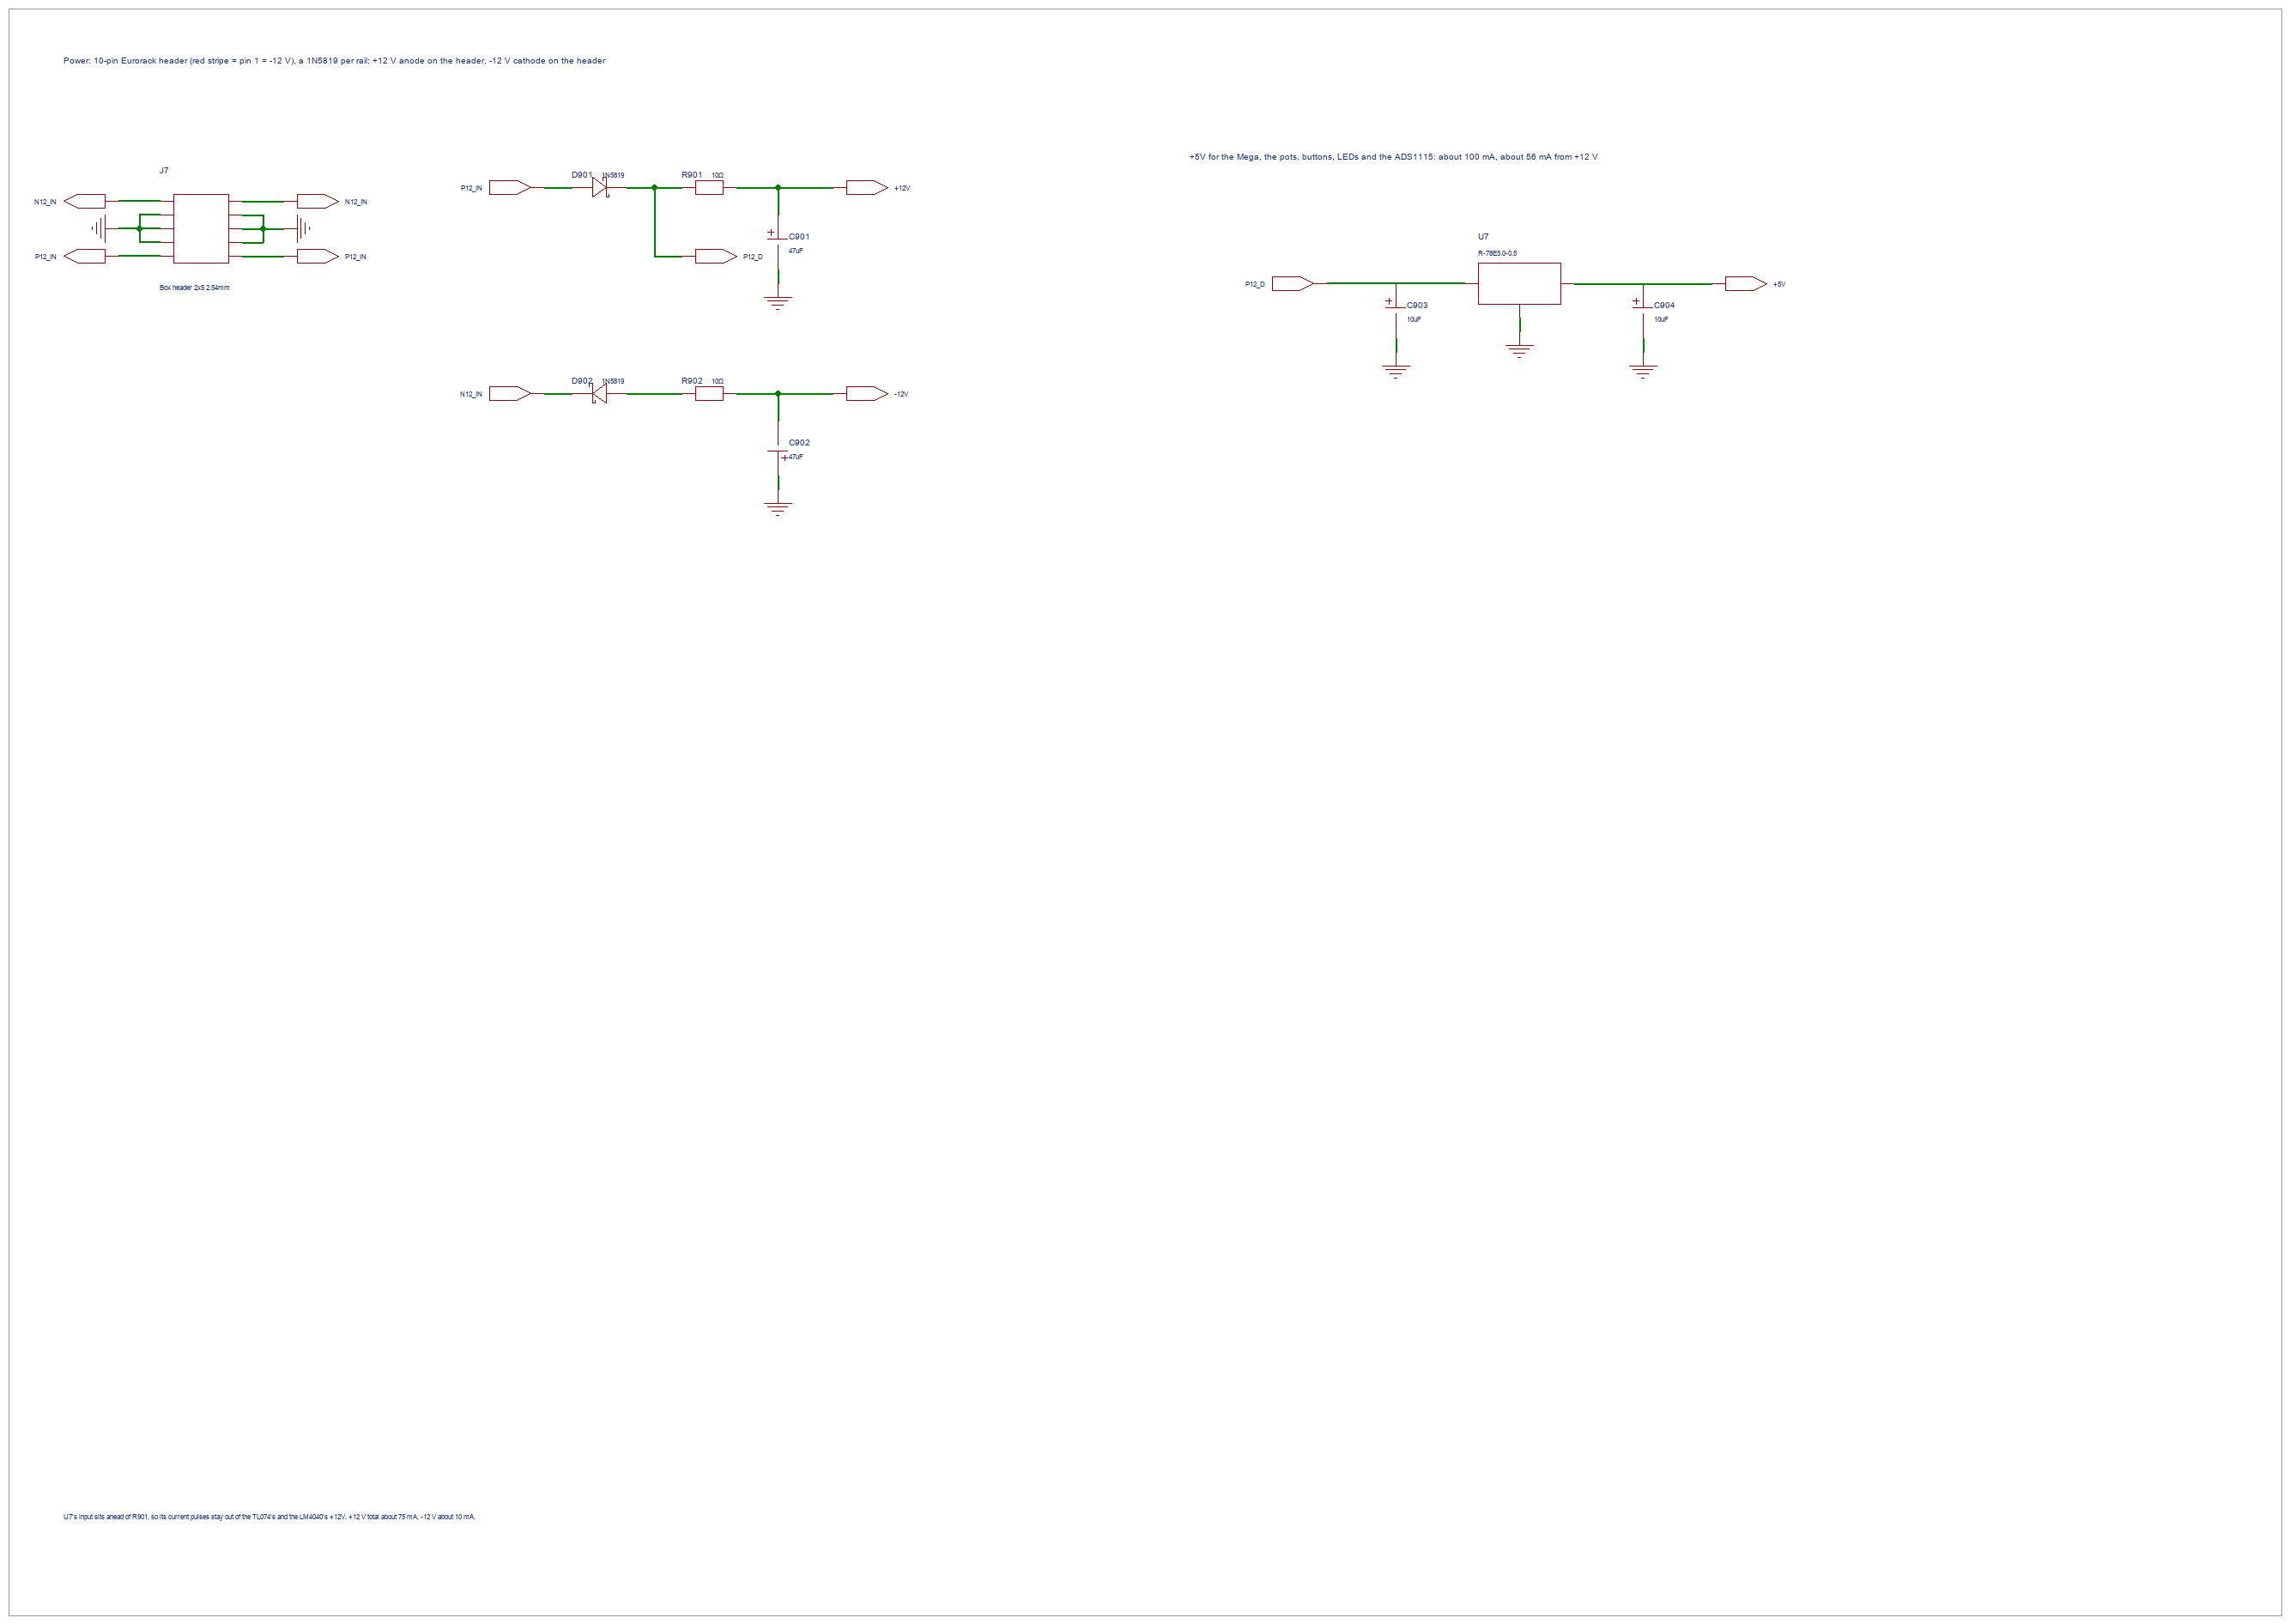 Power: 10-pin Eurorack header (red stripe = pin 1 = -12 V), a 1N5819 per rail: +12 V anode on the header, -12 V cathode on the header
+5V for the Mega, the pots, buttons, LEDs and the ADS1115: about 100 mA, about 56 mA from +12 V
J7
N12_IN
N12_IN
P12_IN
P12_IN
Box header 2x5 2.54mm
P12_IN
D901
1N5819
R901
10Ω
+12V
P12_D
C901
47uF
N12_IN
D902
1N5819
R902
10Ω
-12V
C902
47uF
U7
R-78E5.0-0.5
P12_D
C903
10uF
C904
10uF
+5V
U7's input sits ahead of R901, so its current pulses stay out of the TL074's and the LM4040's +12V. +12 V total about 75 mA, -12 V about 10 mA.